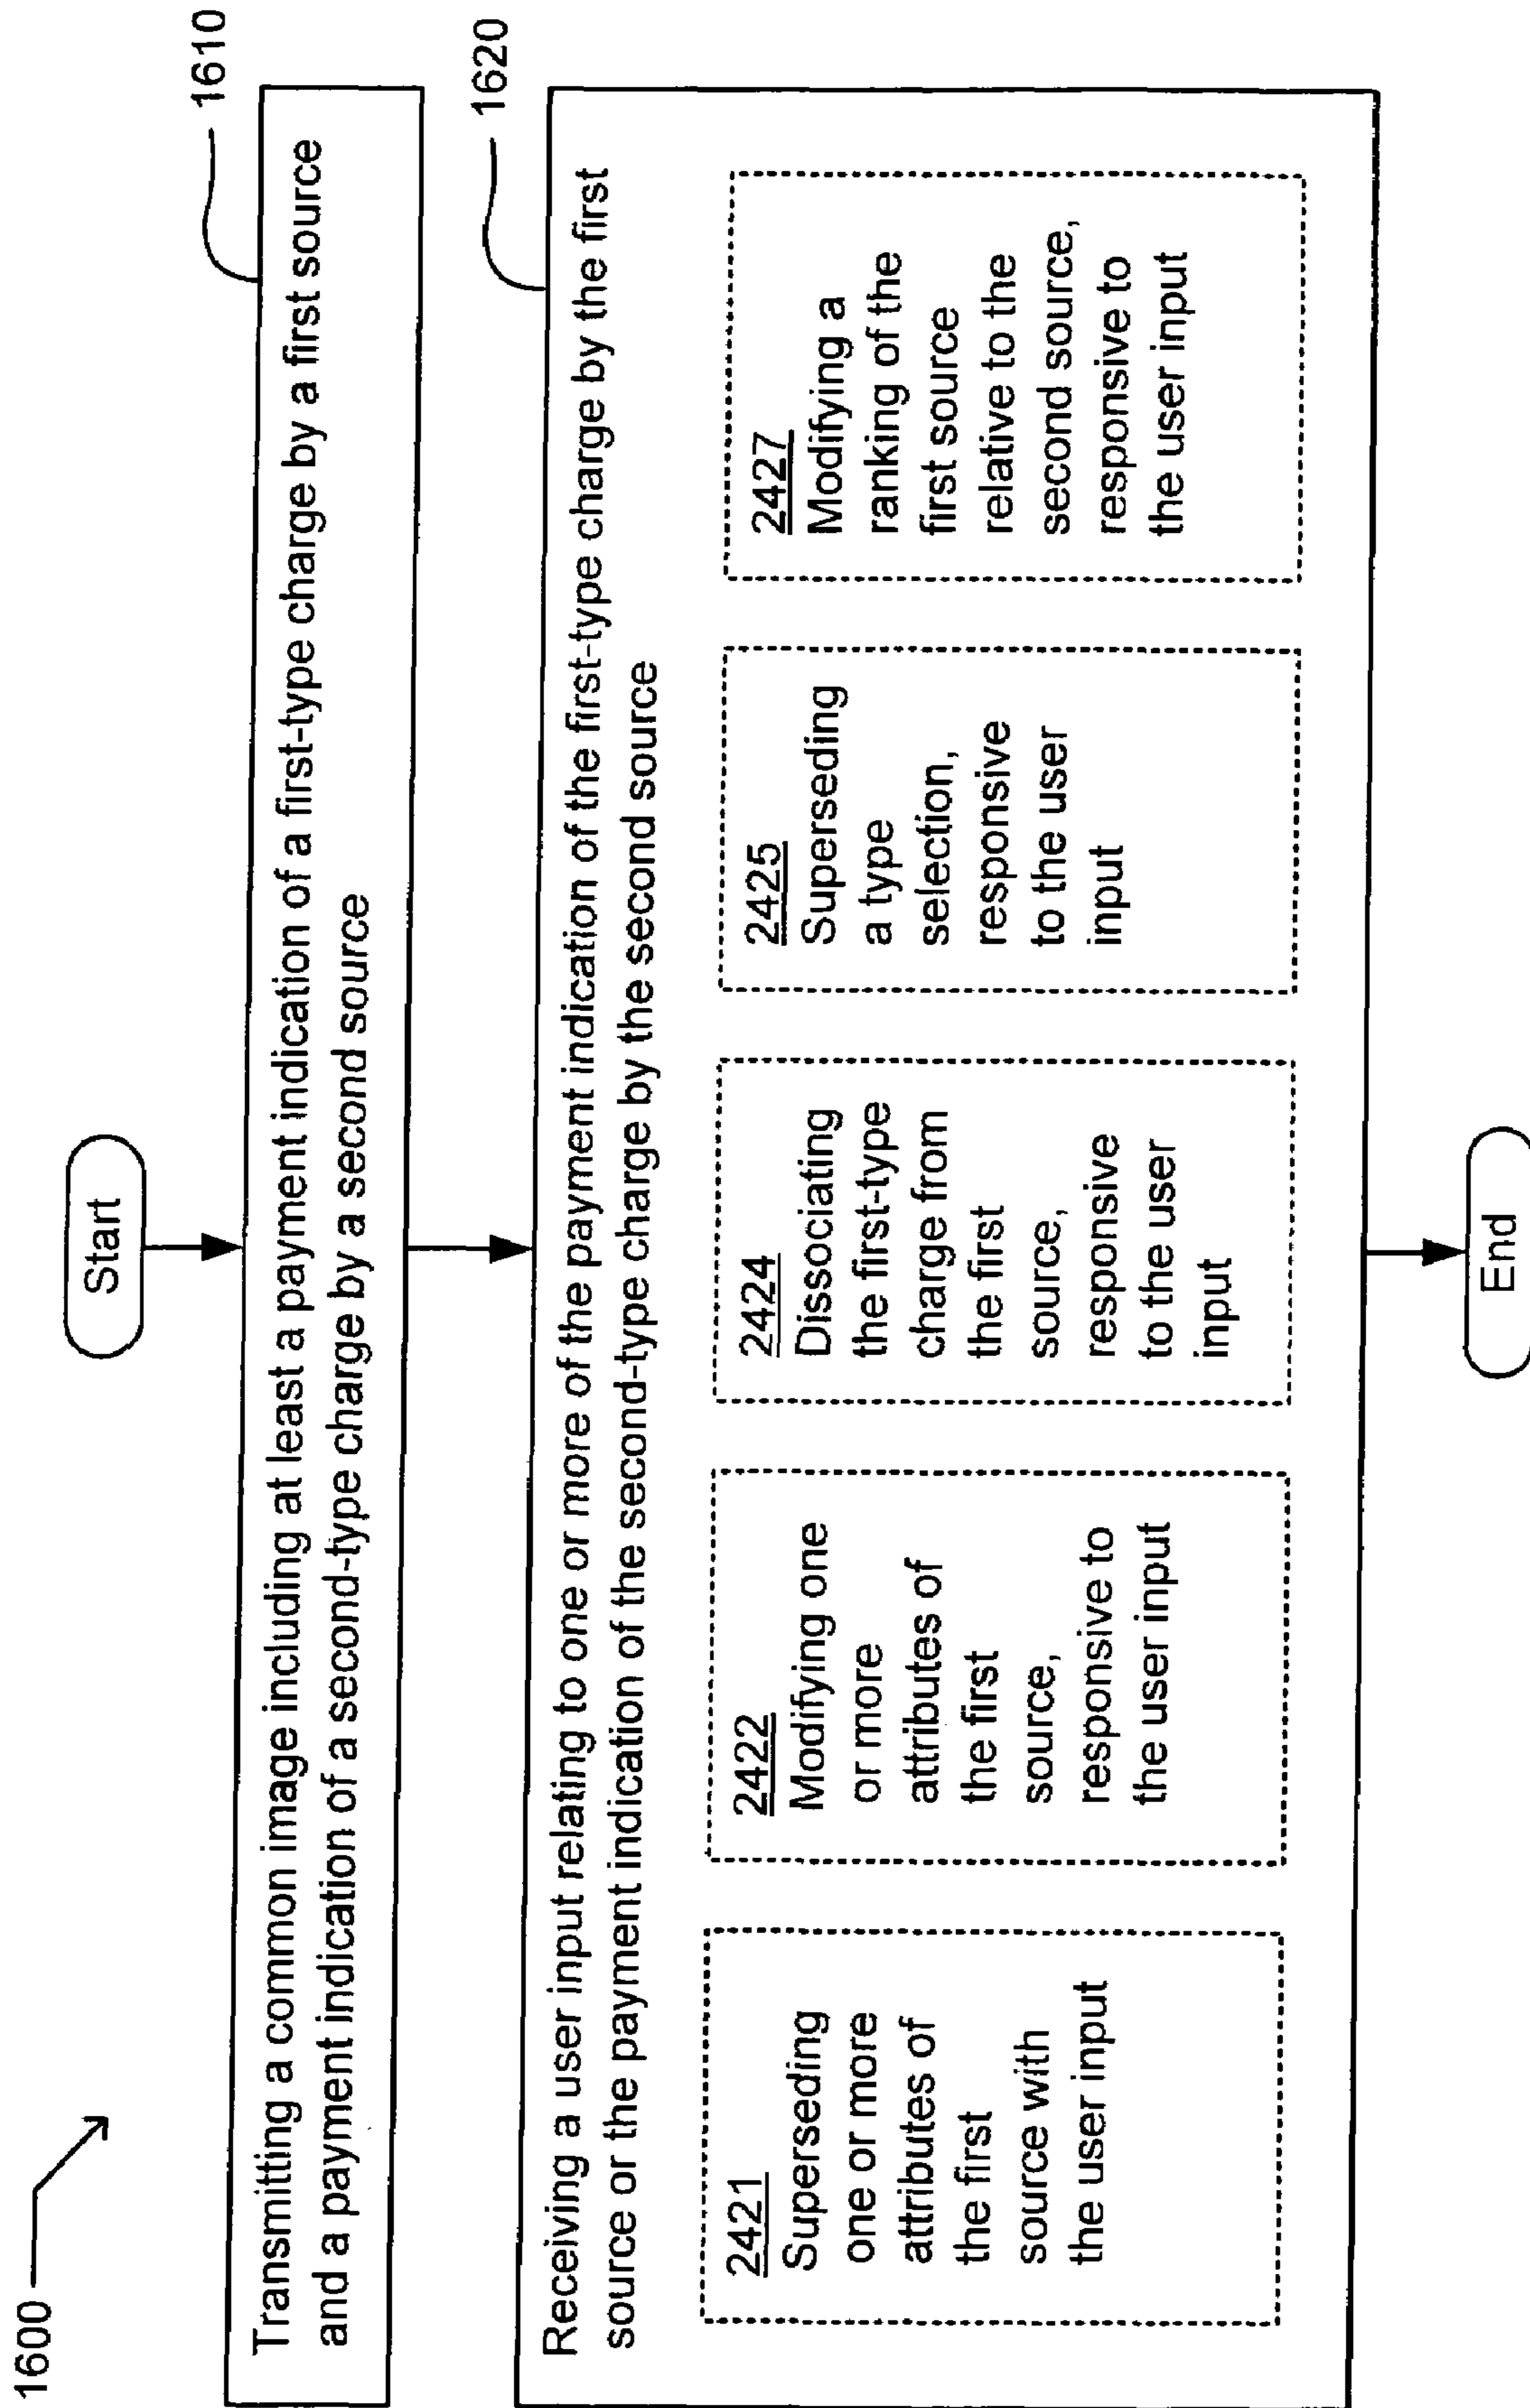 1600
Start
1610
Transmitting a common image including at least a payment indication of a first-type charge by a first source
and a payment indication of a second-type charge by a second source
1620
Receiving a user input relating to one or more of the payment indication of the first-type charge by the first
source or the payment indication of the second-type charge by the second source
2421
Superseding
one or more
attributes of
the first
source with
the user input
2422
Modifying one
or more
attributes of
the first
source,
responsive to
the user input
2424
Dissociating
the first-type
charge from
the first
source,
responsive
to the user
input
2425
Superseding
a type
selection,
responsive
to the user
input
2427
Modifying a
ranking of the
first source
relative to the
second source,
responsive to
the user input
End